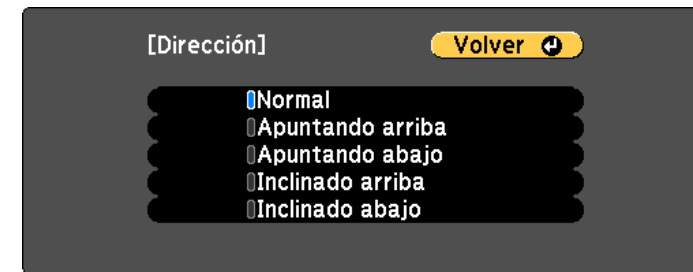 [Dirección]
Volver
Normal
Apuntando arriba
Apuntando abajo
Inclinado arriba
Inclinado abajo